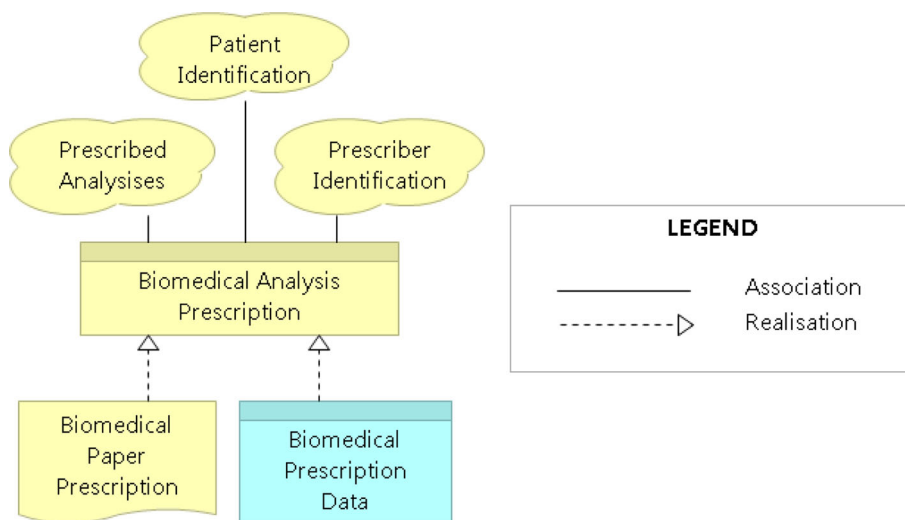 Patient
Identification
Prescribed
Analysises
Prescriber
Identification
Biomedical Analysis
Prescription
Biomedical
Paper
Prescription
Biomedical
Prescription
Data
LEGEND
Association
Realisation